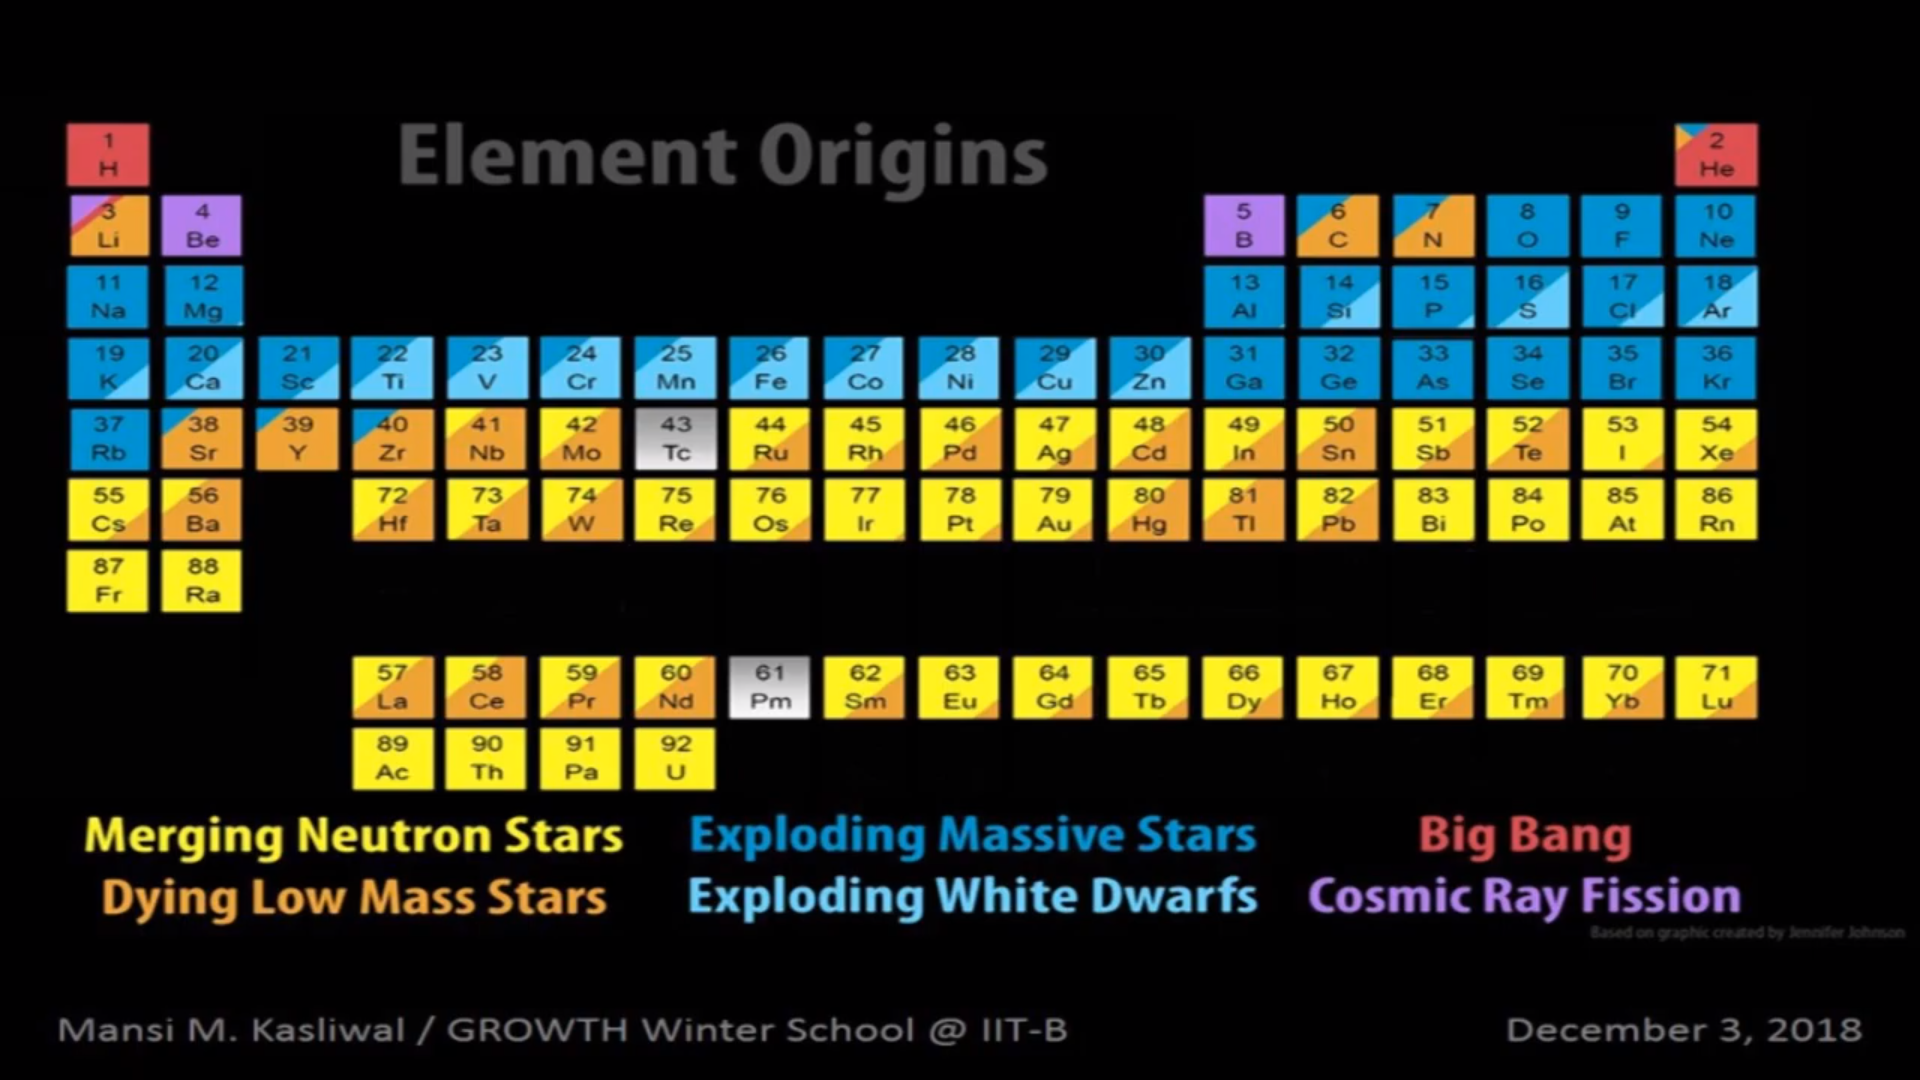 Element Origins
1 2
H He
3 4 5 6 7 8 9 10
Li Be B C N O F Ne
11 12 13 14 15 16 17 18
Na Mg Al Si P S Cl Ar
19 20 21 22 23 24 25 26 27 28 29 30 31 32 33 34 35 36
K Ca Sc Ti V Cr Mn Fe Co Ni Cu Zn Ga Ge As Se Br Kr
37 38 39 40 41 42 43 44 45 46 47 48 49 50 51 52 53 54
Rb Sr Y Zr Nb Mo Tc Ru Rh Pd Ag Cd In Sn Sb Te I Xe
55 56 72 73 74 75 76 77 78 79 80 81 82 83 84 85 86
Cs Ba Hf Ta W Re Os Ir Pt Au Hg Tl Pb Bi Po At Rn
87 88
Fr Ra
57 58 59 60 61 62 63 64 65 66 67 68 69 70 71
La Ce Pr Nd Pm Sm Eu Gd Tb Dy Ho Er Tm Yb Lu
89 90 91 92
Ac Th Pa U
Merging Neutron Stars Exploding Massive Stars Big Bang
Dying Low Mass Stars Exploding White Dwarfs Cosmic Ray Fission
Based on graphic created by Jennifer Johnson
Mansi M. Kasliwal / GROWTH Winter School @ IIT-B December 3, 2018